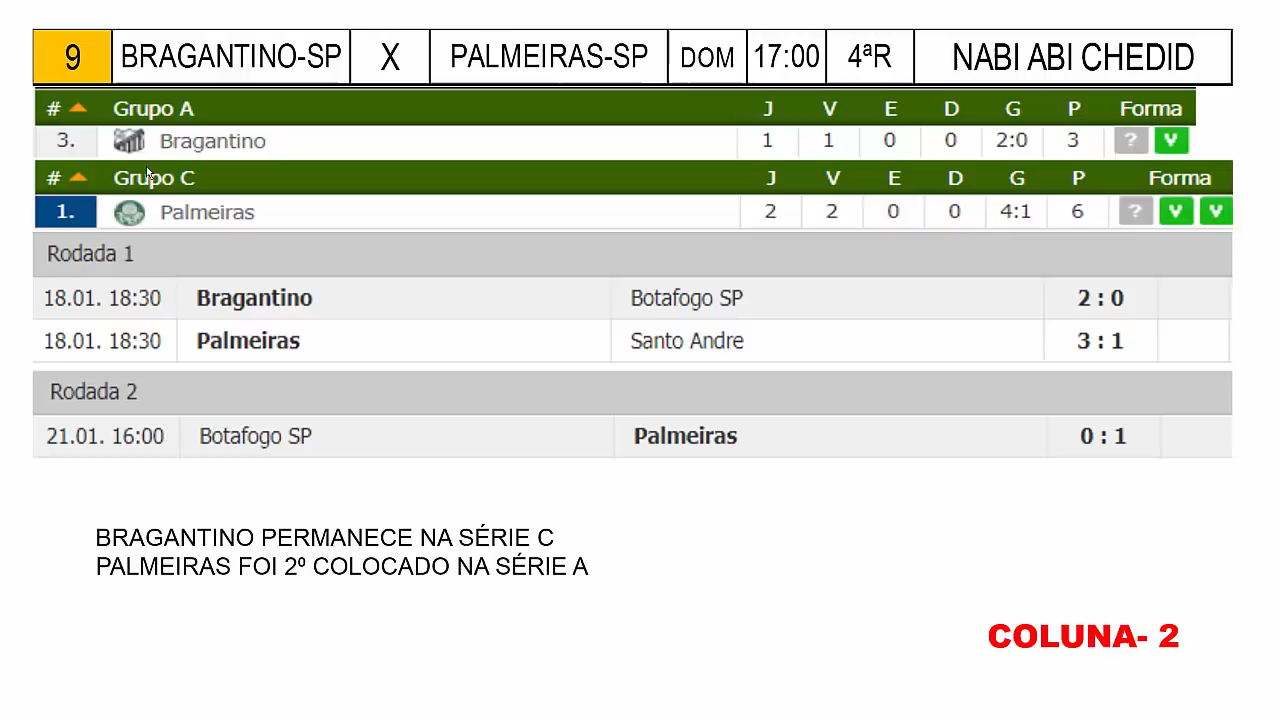 9 BRAGANTINO-SP X PALMEIRAS-SP DOM 17:00 4ªR NABI ABI CHEDID
# Grupo A J V E D G P Forma
3. Bragantino 1 1 0 0 2:0 3 ? V
# Grupo C J V E D G P Forma
1. Palmeiras 2 2 0 0 4:1 6 ? V V
Rodada 1
18.01. 18:30 Bragantino Botafogo SP 2 : 0
18.01. 18:30 Palmeiras Santo Andre 3 : 1
Rodada 2
21.01. 16:00 Botafogo SP Palmeiras 0 : 1
BRAGANTINO PERMANECE NA SÉRIE C
PALMEIRAS FOI 2º COLOCADO NA SÉRIE A
COLUNA- 2